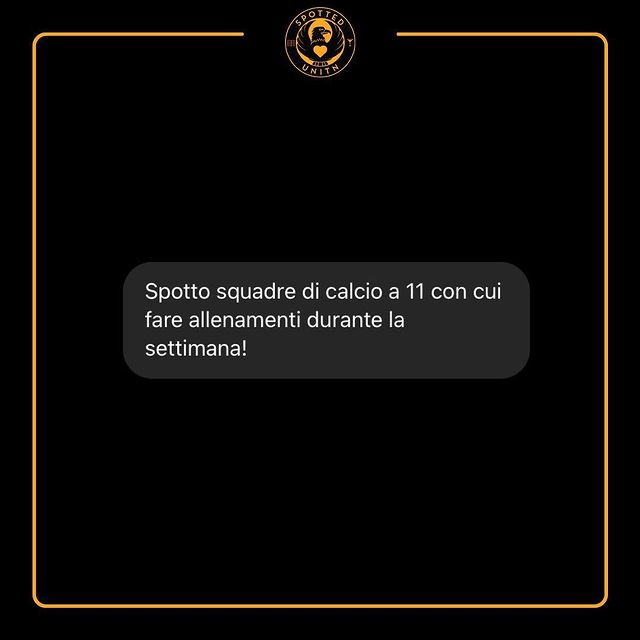 SPOTTED
UNITN
Spotto squadre di calcio a 11 con cui
fare allenamenti durante la
settimana!